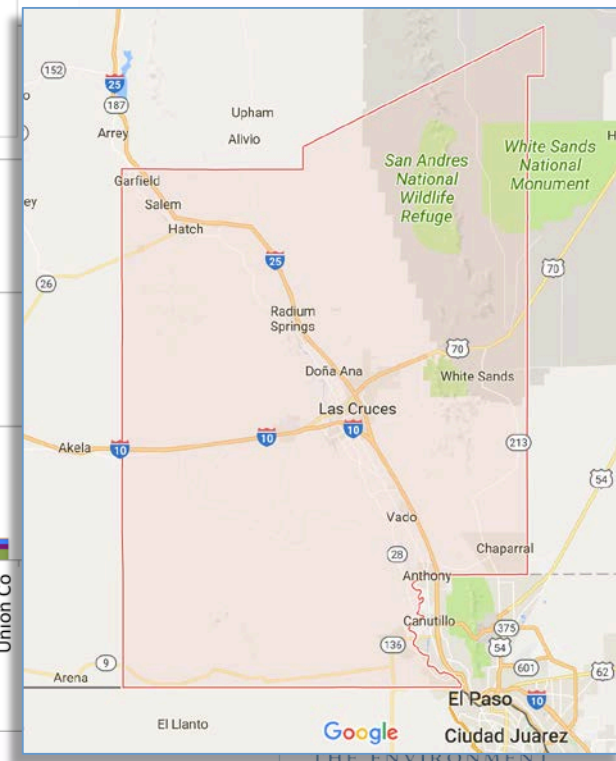 152
25
187
Upham
Arrey
Alivio
San Andres
National
Wildlife
Refuge
White Sands
National
Monument
H
Garfield
Salem
Hatch
ey
26
25
70
Radium
Springs
70
Doña Ana
White Sands
Las Cruces
10
10
10
Akela
213
54
Vado
28
Chaparral
Anthony
Canutillo
375
136
54
9
601
62
Arena
El Paso
10
El Llanto
Google
Ciudad Juarez
Union Co
THE ENVIRONMENT